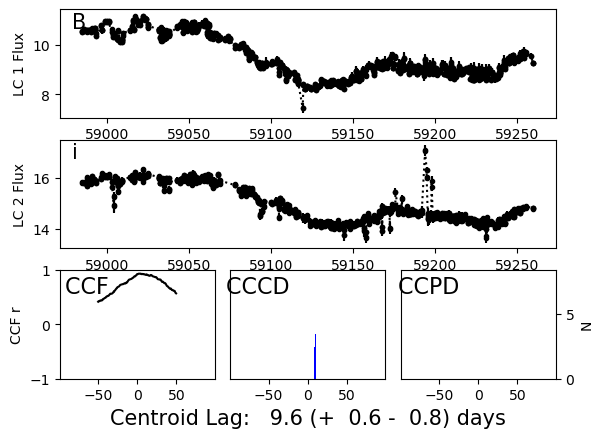 B
LC 1 Flux
10
8
59000 59050 59100 59150 59200 59250
i
LC 2 Flux
16
14
59000 59050 59100 59150 59200 59250
CCF CCCD CCPD
CCF r
1
0
−1
5
0
N
−50 0 50 −50 0 50 −50 0 50
Centroid Lag: 9.6 (+ 0.6 - 0.8) days